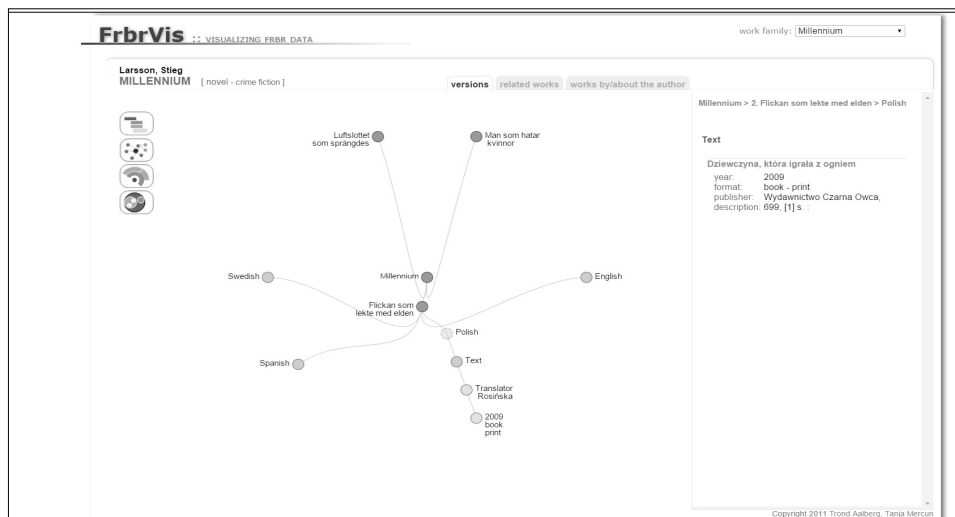 FrbrVis :: VISUALIZING FRBR DATA
work family: Millennium
Larsson, Stieg
MILLENNIUM [ novel - crime fiction ]
versions related works works by/about the author
Luftslottet
som sprängdes
Man som hatar
kvinnor
Swedish
Millennium
English
Flickan som
lekte med elden
Polish
Spanish
Text
Translator
Rosińska
2009
book
print
Millennium > 2. Flickan som lekte med elden > Polish
Text
Dziewczyna, która igrała z ogniem
year: 2009
format: book - print
publisher: Wydawnictwo Czarna Owca,
description: 699, [1] s. :
Copyright 2011 Trond Aalberg, Tanja Mercun